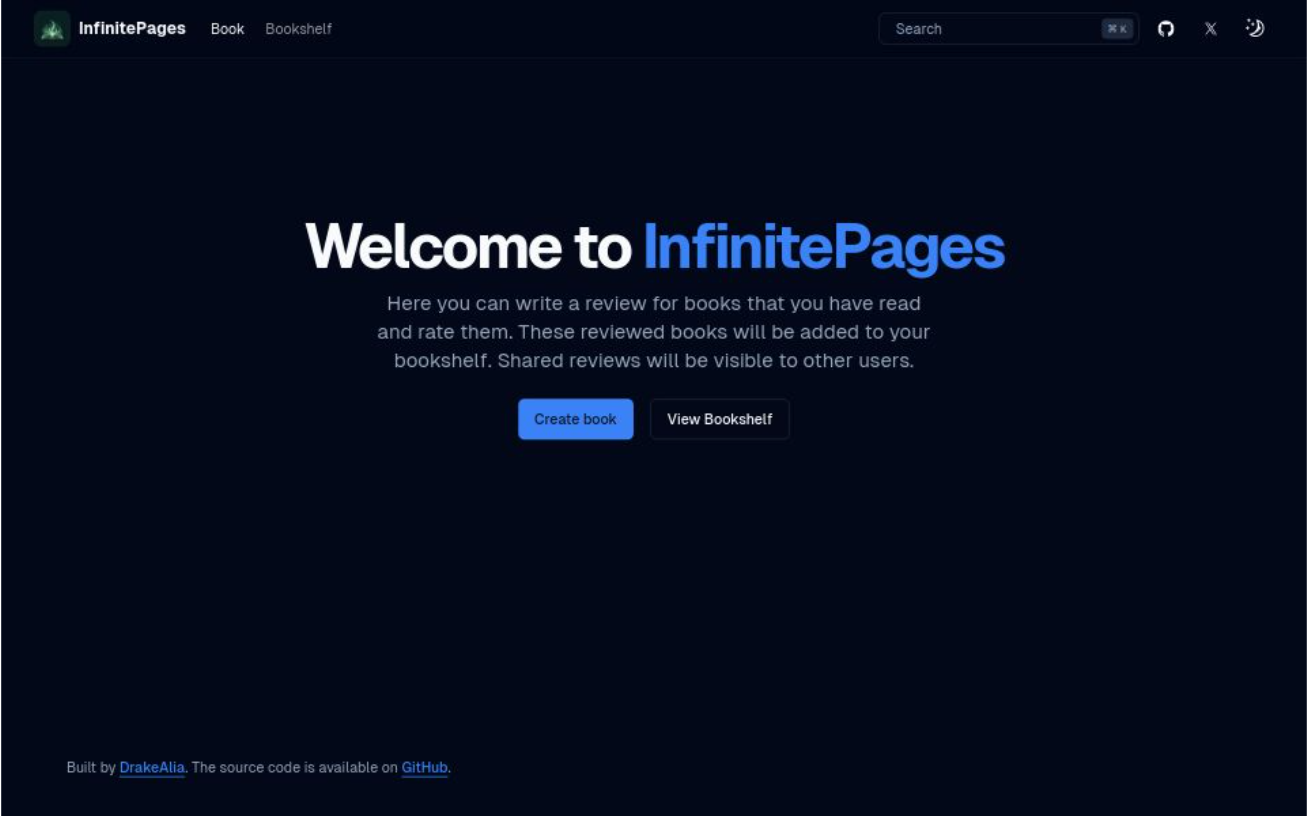 InfinitePages Book Bookshelf Search ⌘ K
Welcome to InfinitePages
Here you can write a review for books that you have read
and rate them. These reviewed books will be added to your
bookshelf. Shared reviews will be visible to other users.
Create book View Bookshelf
Built by DrakeAlia. The source code is available on GitHub.